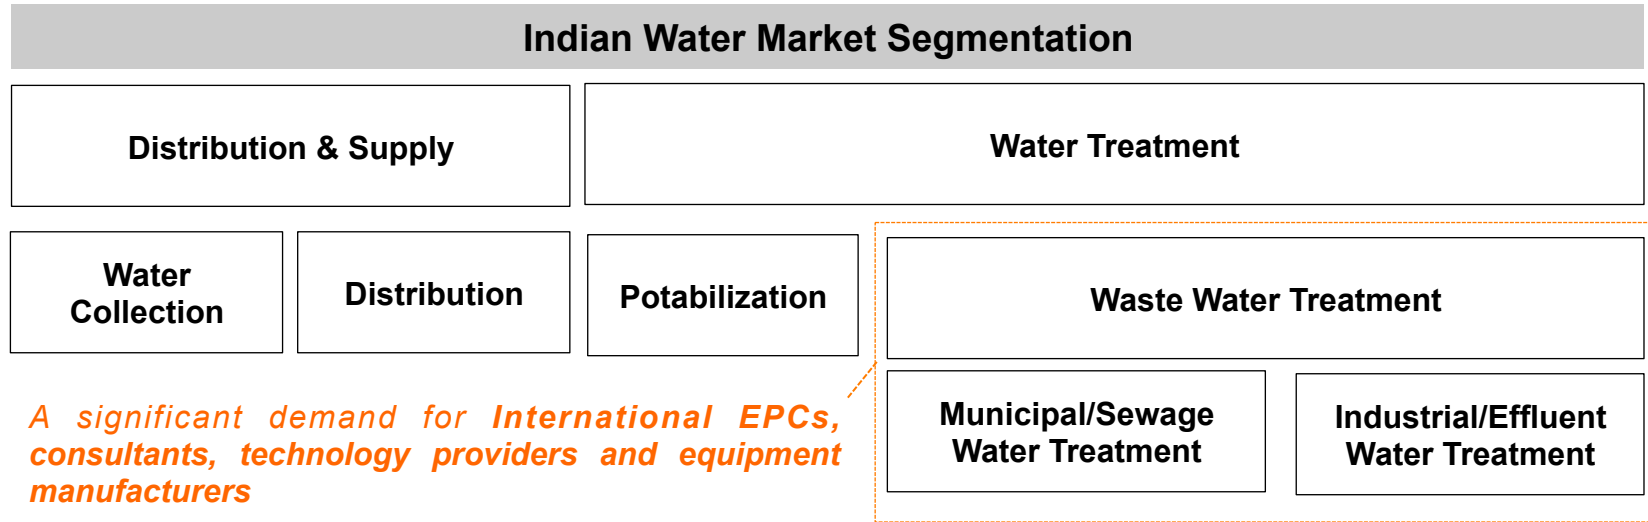 Indian Water Market Segmentation
Distribution & Supply
Water Treatment
Water
Collection
Distribution
Potabilization
Waste Water Treatment
A significant demand for International EPCs,
consultants, technology providers and equipment
manufacturers
Municipal/Sewage
Water Treatment
Industrial/Effluent
Water Treatment